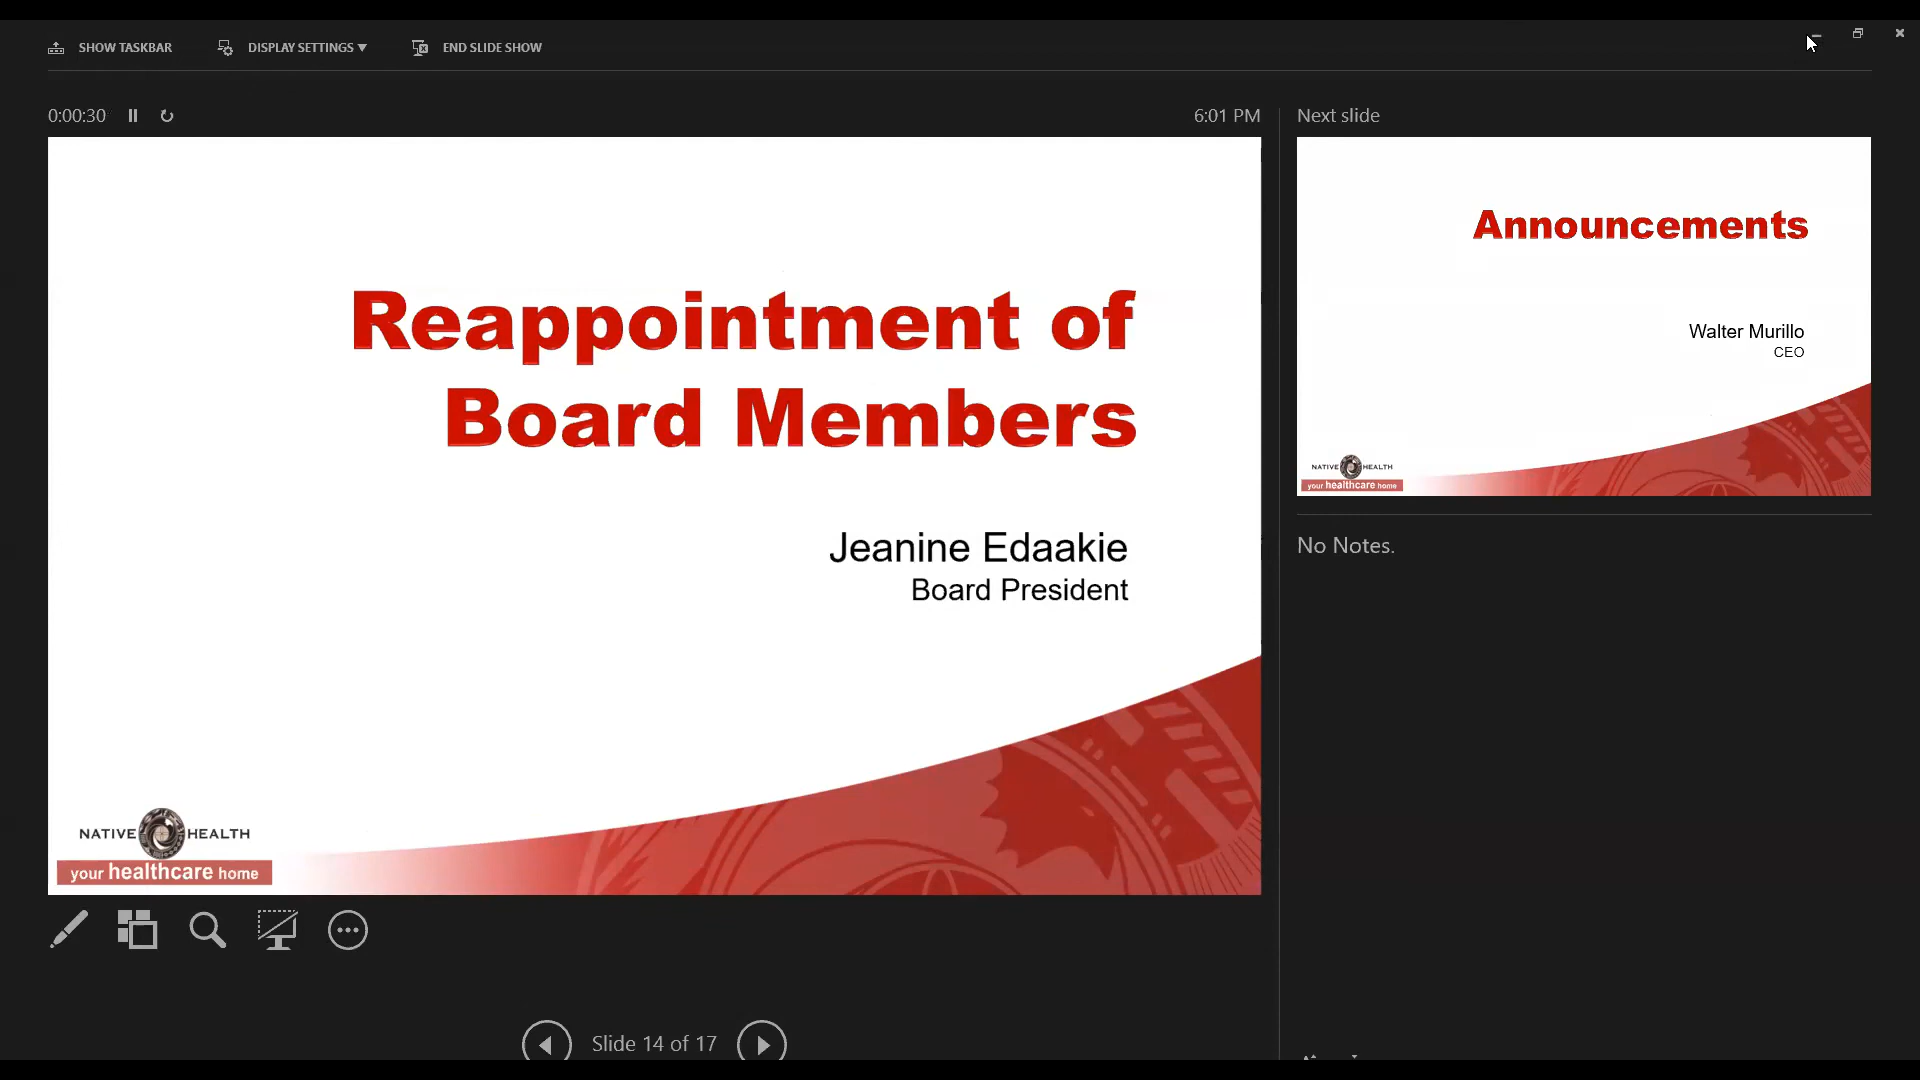 SHOW TASKBAR
DISPLAY SETTINGS
END SLIDE SHOW
0:00:30
6:01 PM
Next slide
Reappointment of
Board Members
Jeanine Edaakie
Board President
NATIVE HEALTH
your healthcare home
Announcements
Walter Murillo
CEO
NATIVE HEALTH
your healthcare home
No Notes.
Slide 14 of 17